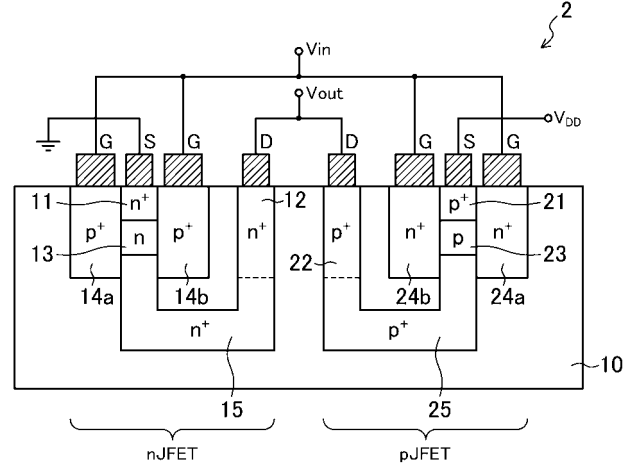 2
Vin
Vout
VDD
G S G D D G S G
11 n+ 12 p+ 21
p+ n p+ n+ p+ n+ p n+
13 22 23
14a 14b 24b 24a
n+ p+
10
15 25
nJFET pJFET